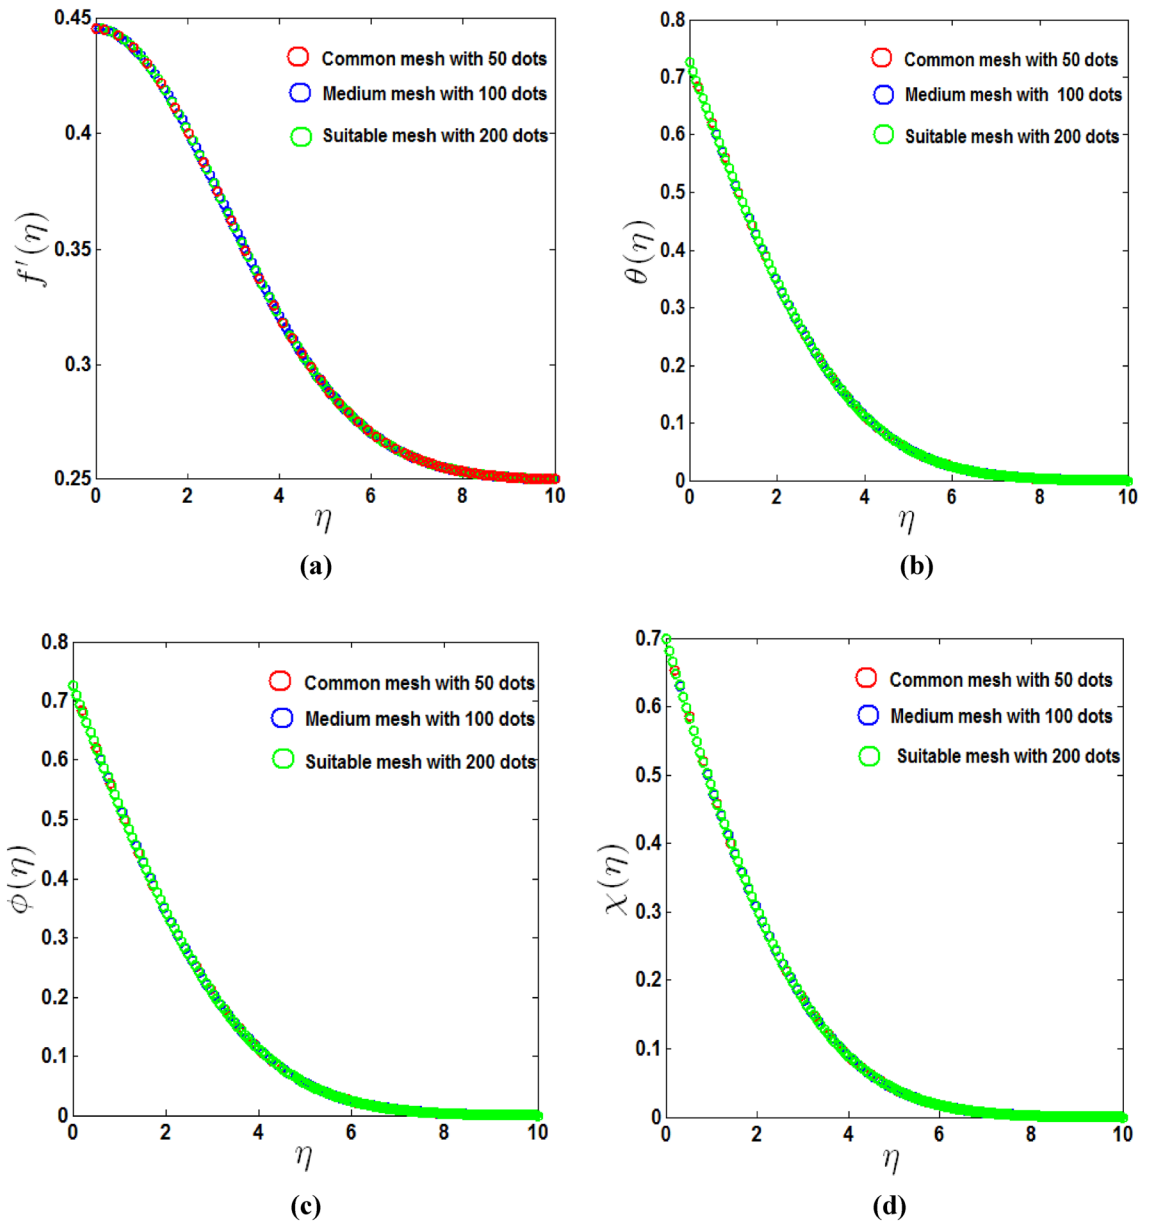 0.45
0.4
0.35
0.3
0.25
0 2 4 6 8 10
f'(η)
η
Common mesh with 50 dots
Medium mesh with 100 dots
Suitable mesh with 200 dots
(a)
0.8
0.7
0.6
0.5
0.4
0.3
0.2
0.1
0
0 2 4 6 8 10
θ(η)
η
Common mesh with 50 dots
Medium mesh with 100 dots
Suitable mesh with 200 dots
(b)
0.8
0.7
0.6
0.5
0.4
0.3
0.2
0.1
0
0 2 4 6 8 10
ϕ(η)
η
Common mesh with 50 dots
Medium mesh with 100 dots
Suitable mesh with 200 dots
(c)
0.7
0.6
0.5
0.4
0.3
0.2
0.1
0
0 2 4 6 8 10
χ(η)
η
Common mesh with 50 dots
Medium mesh with 100 dots
Suitable mesh with 200 dots
(d)